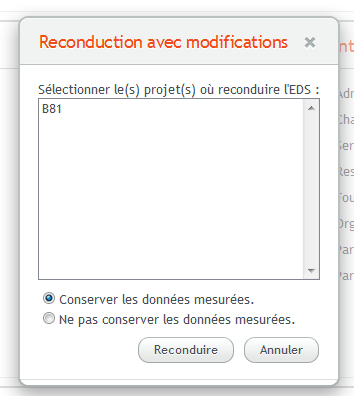 Reconduction avec modifications
Sélectionner le(s) projet(s) où reconduire l'EDS :
B81
Conserver les données mesurées.
Ne pas conserver les données mesurées.
Reconduire Annuler